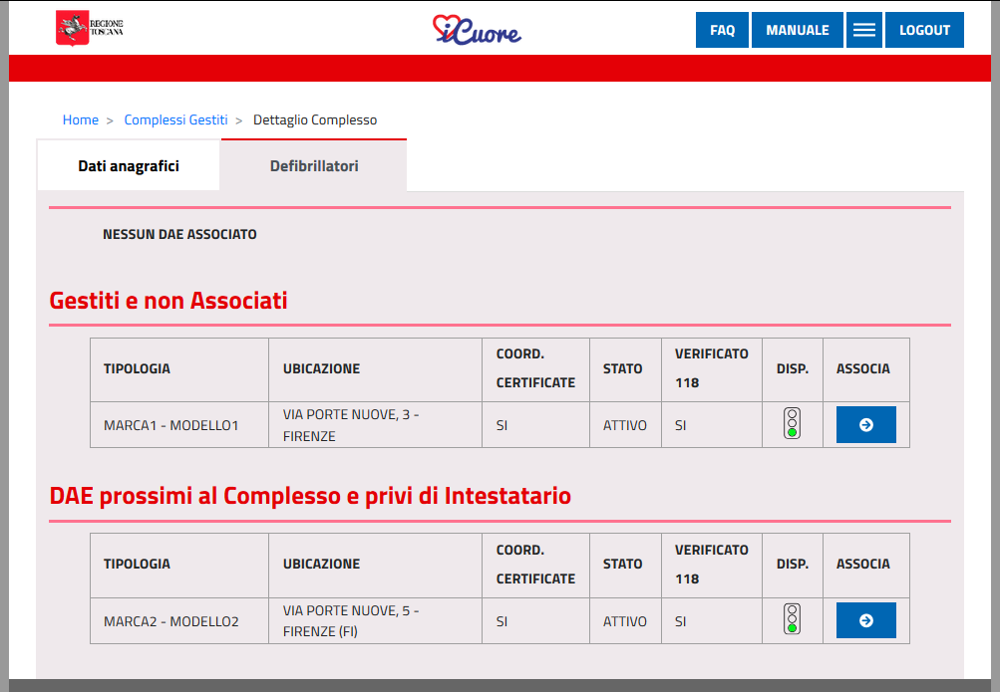 REGIONE
TOSCANA
iCuore
FAQ
MANUALE
LOGOUT
Home > Complessi Gestiti > Dettaglio Complesso
Dati anagrafici
Defibrillatori
NESSUN DAE ASSOCIATO
Gestiti e non Associati
TIPOLOGIA
UBICAZIONE
COORD.
CERTIFICATE
STATO
VERIFICATO
118
DISP.
ASSOCIA
MARCA1 - MODELLO1
VIA PORTE NUOVE, 3 -
FIRENZE
SI
ATTIVO
SI
DAE prossimi al Complesso e privi di Intestatario
TIPOLOGIA
UBICAZIONE
COORD.
CERTIFICATE
STATO
VERIFICATO
118
DISP.
ASSOCIA
MARCA2 - MODELLO2
VIA PORTE NUOVE, 5 -
FIRENZE (FI)
SI
ATTIVO
SI